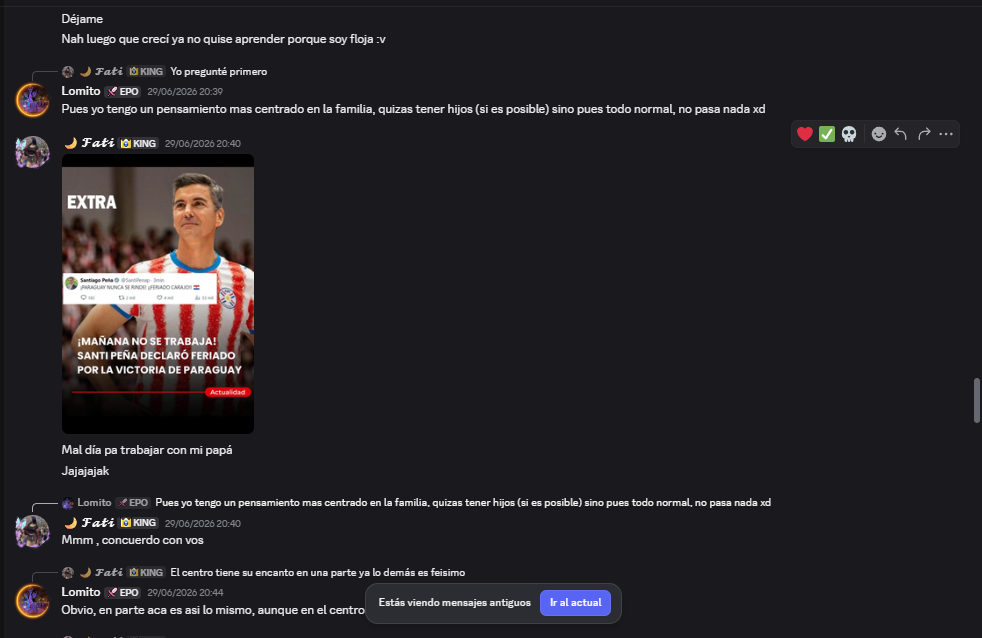 Déjame
Nah luego que crecí ya no quise aprender porque soy floja :v
🌙 𝓕𝓪𝓽𝓲 KING Yo pregunté primero
Lomito EPO 29/06/2026 20:39
Pues yo tengo un pensamiento mas centrado en la familia, quizas tener hijos (si es posible) sino pues todo normal, no pasa nada xd
🌙 𝓕𝓪𝓽𝓲 KING 29/06/2026 20:40
EXTRA
Santiago Peña @SantiPenap
¡PARAGUAY NUNCA SE RINDE! ¡FERIADO CARAJO!! 🇵🇾
¡MAÑANA NO SE TRABAJA!
SANTI PEÑA DECLARÓ FERIADO
POR LA VICTORIA DE PARAGUAY
Actualidad
Mal día pa trabajar con mi papá
Jajajajak
Lomito EPO Pues yo tengo un pensamiento mas centrado en la familia, quizas tener hijos (si es posible) sino pues todo normal, no pasa nada xd
🌙 𝓕𝓪𝓽𝓲 KING 29/06/2026 20:40
Mmm , concuerdo con vos
🌙 𝓕𝓪𝓽𝓲 KING El centro tiene su encanto en una parte ya lo demás es feisimo
Lomito EPO 29/06/2026 20:44
Obvio, en parte aca es asi lo mismo, aunque en el centro
Estás viendo mensajes antiguos Ir al actual